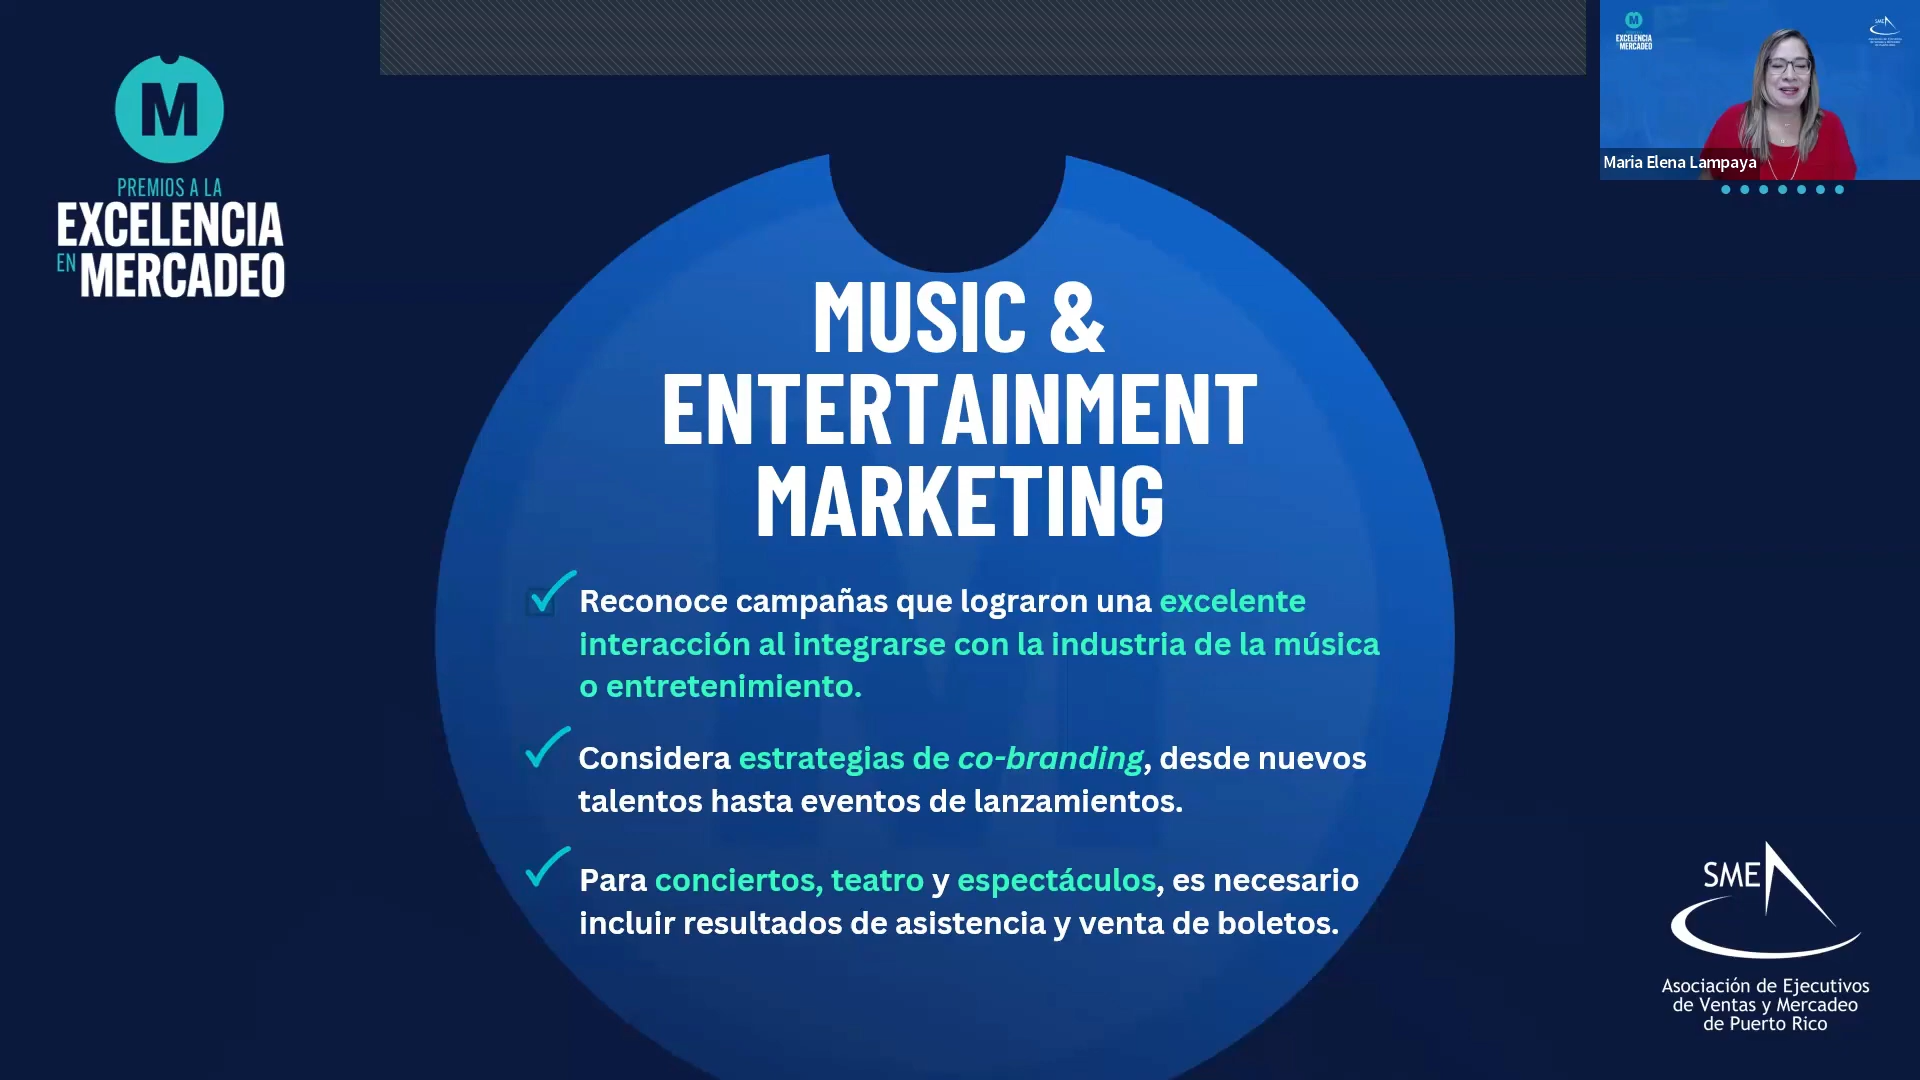 M
PREMIOS A LA
EXCELENCIA
EN MERCADEO
MUSIC &
ENTERTAINMENT
MARKETING
Reconoce campañas que lograron una excelente
interacción al integrarse con la industria de la música
o entretenimiento.
Considera estrategias de co-branding, desde nuevos
talentos hasta eventos de lanzamientos.
Para conciertos, teatro y espectáculos, es necesario
incluir resultados de asistencia y venta de boletos.
M
EXCELENCIA
EN MERCADEO
SME
Maria Elena Lampaya
SME
Asociación de Ejecutivos
de Ventas y Mercadeo
de Puerto Rico